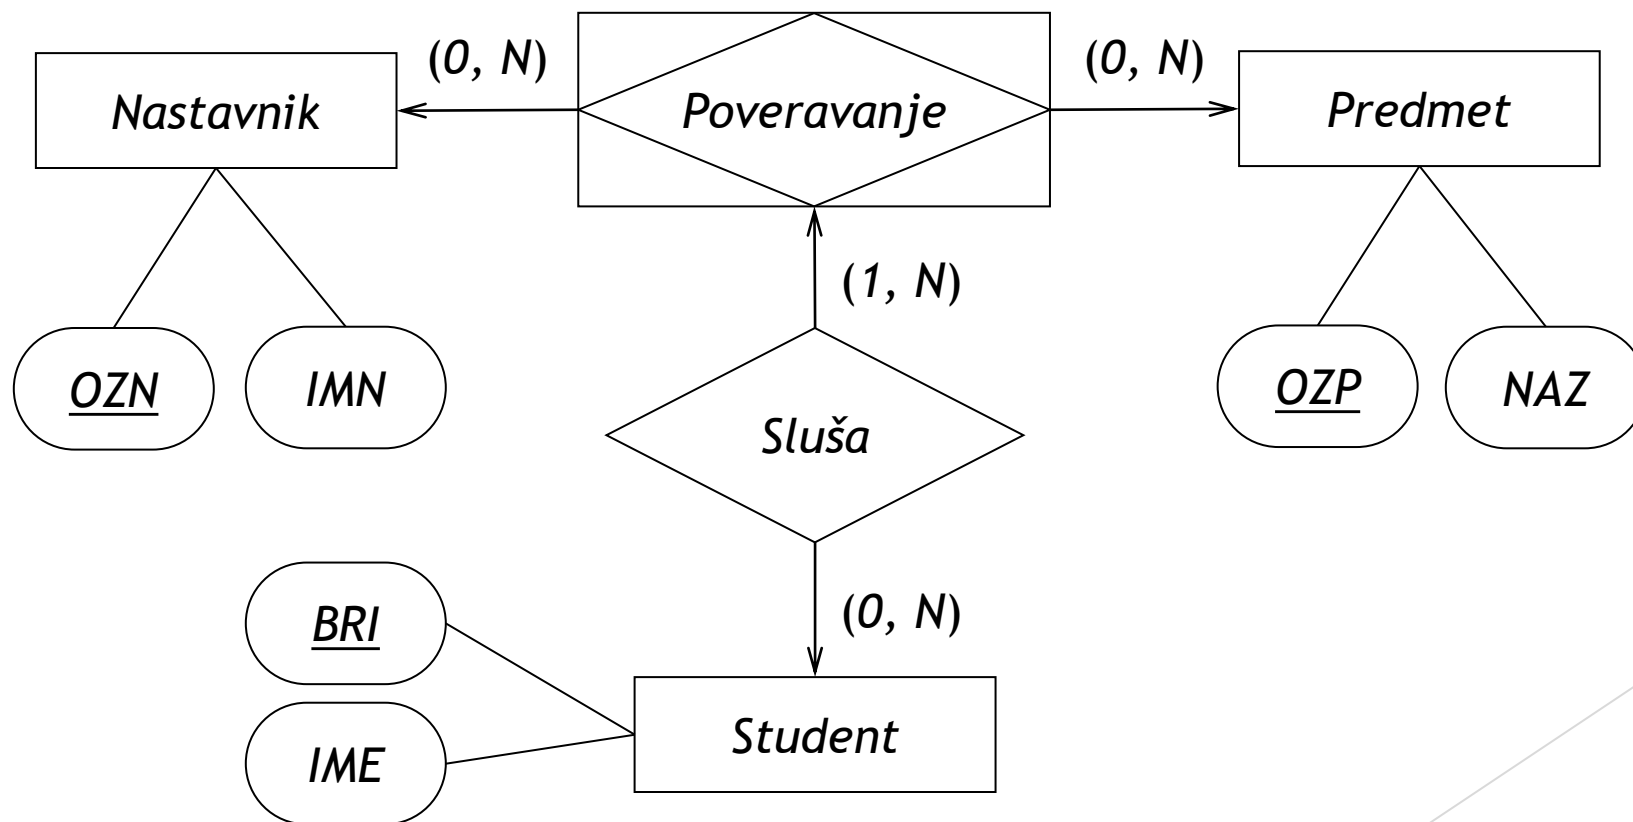 (0, N)
(0, N)
Nastavnik
Poveravanje
Predmet
(1, N)
OZN
IMN
OZP
NAZ
Sluša
(0, N)
BRI
Student
IME